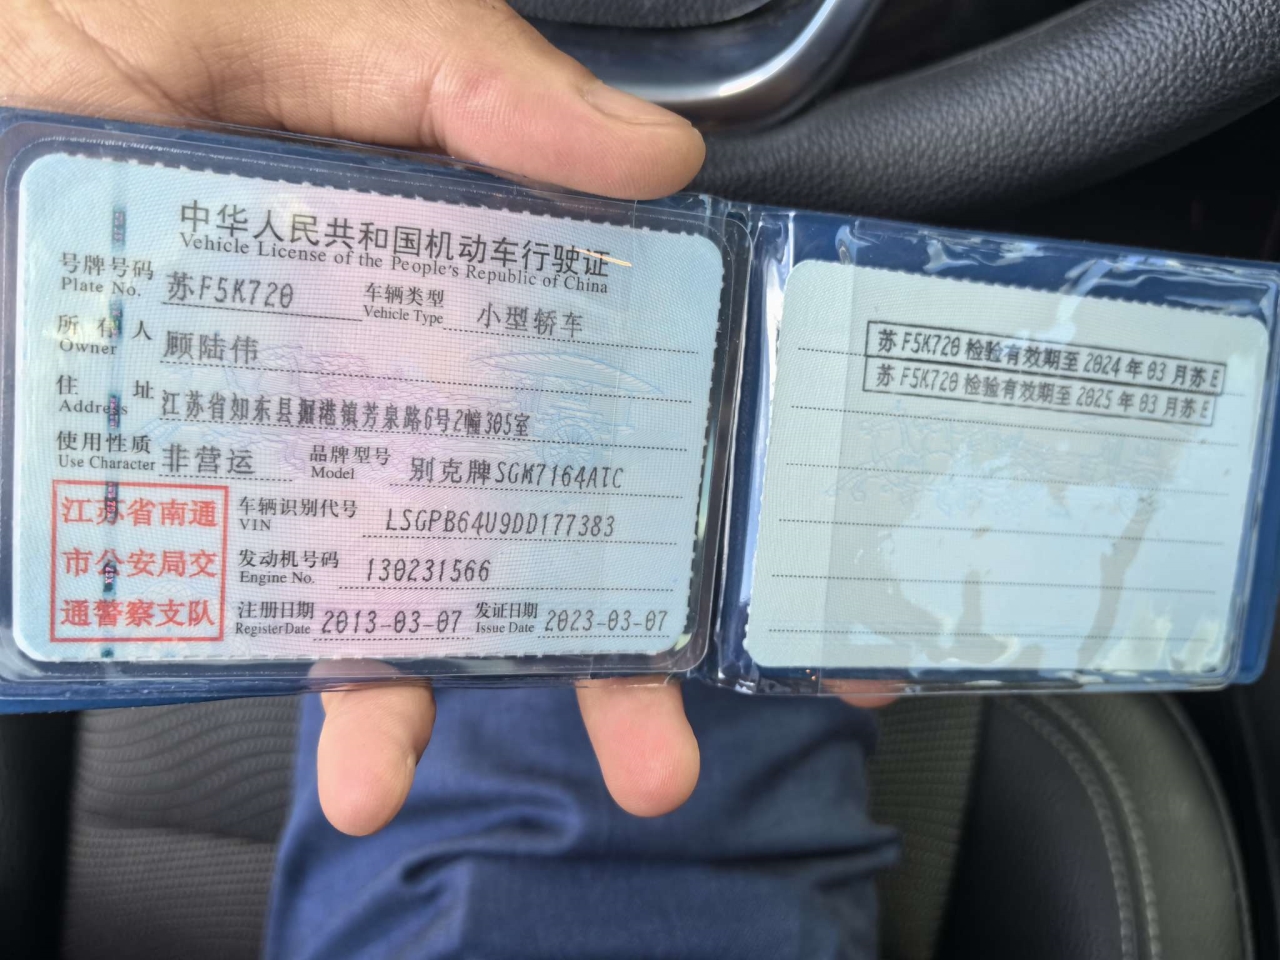 中华人民共和国机动车行驶证
Vehicle License of the People's Republic of China
号牌号码 苏F5K720 车辆类型 小型轿车
Plate No. Vehicle Type
所有人 顾陆伟
Owner
住址 江苏省如东县掘港镇芳泉路6号2幢305室
Address
使用性质 非营运 品牌型号 别克牌SGM7164ATC
Use Character Model
江苏省南通
市公安局交
通警察支队
车辆识别代号 LSGPB64U9DD177383
VIN
发动机号码 130231566
Engine No.
注册日期 2013-03-07 发证日期 2023-03-07
Register Date Issue Date
苏F5K720检验有效期至2024年03月苏E
苏F5K720检验有效期至2025年03月苏E